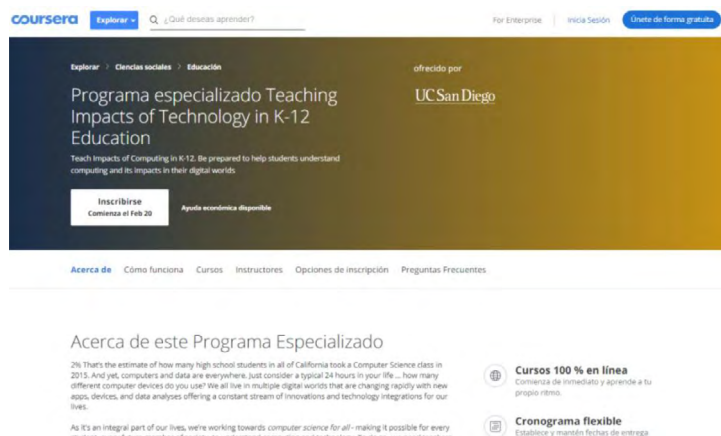 coursera Explorar ¿Qué deseas aprender? For Enterprise Inicia Sesión Únete de forma gratuita
Explorar > Ciencias sociales > Educación
ofrecido por
Programa especializado Teaching
Impacts of Technology in K-12
Education
UC San Diego
Teach Impacts of Computing in K-12. Be prepared to help students understand
computing and its impacts in their digital worlds
Inscribirse
Comienza el Feb 20
Ayuda económica disponible
Acerca de Cómo funciona Cursos Instructores Opciones de inscripción Preguntas Frecuentes
Acerca de este Programa Especializado
2% That's the estimate of how many high school students in all of California took a Computer Science class in
2015. And yet, computers and data are everywhere. Just consider a typical 24 hours in your life ... how many
different computer devices do you use? We all live in multiple digital worlds that are changing rapidly with new
apps, devices, and data analyses offering a constant stream of innovations and technology integrations for our
lives.
As it's an integral part of our lives, we're working towards computer science for all - making it possible for every
Cursos 100 % en línea
Comienza de inmediato y aprende a tu
propio ritmo.
Cronograma flexible
Establece y mantén fechas de entrega